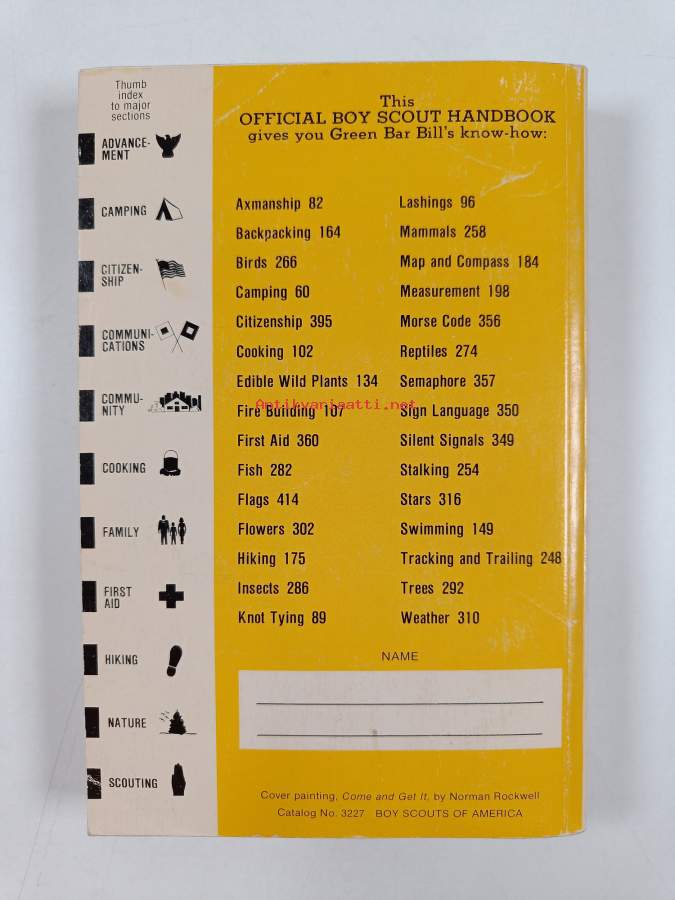 Thumb
index
to major
sections
ADVANCE-
MENT
CAMPING
CITIZEN-
SHIP
COMMUNI-
CATIONS
COMMU-
NITY
COOKING
FAMILY
FIRST
AID
HIKING
NATURE
SCOUTING
This
OFFICIAL BOY SCOUT HANDBOOK
gives you Green Bar Bill's know-how:
Axmanship 82
Backpacking 164
Birds 266
Camping 60
Citizenship 395
Cooking 102
Edible Wild Plants 134
Fire Building 107
First Aid 360
Fish 282
Flags 414
Flowers 302
Hiking 175
Insects 286
Knot Tying 89
Lashings 96
Mammals 258
Map and Compass 184
Measurement 198
Morse Code 356
Reptiles 274
Semaphore 357
Sign Language 350
Silent Signals 349
Stalking 254
Stars 316
Swimming 149
Tracking and Trailing 248
Trees 292
Weather 310
Antikvariaatti.net
NAME
Cover painting, Come and Get It, by Norman Rockwell
Catalog No. 3227 BOY SCOUTS OF AMERICA